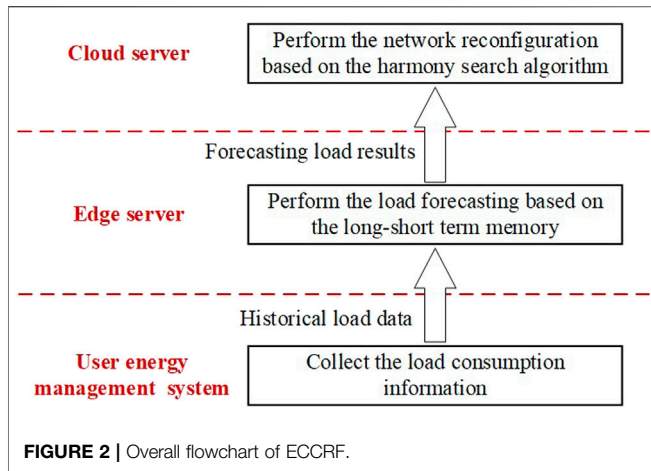 Cloud server
Perform the network reconfiguration
based on the harmony search algorithm
Forecasting load results
Edge server
Perform the load forecasting based on
the long-short term memory
Historical load data
User energy
management system
Collect the load consumption
information
FIGURE 2 | Overall flowchart of ECCRF.